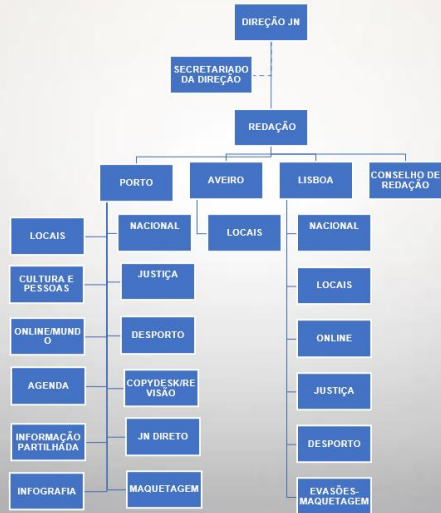 DIREÇÃO JN
SECRETARIADO
DA DIREÇÃO
REDAÇÃO
PORTO
AVEIRO
LISBOA
CONSELHO DE
REDAÇÃO
LOCAIS
CULTURA E
PESSOAS
ONLINE/MUND
O
AGENDA
INFORMAÇÃO
PARTILHADA
INFOGRAFIA
NACIONAL
JUSTIÇA
DESPORTO
COPYDESK/RE
VISÃO
JN DIRETO
MAQUETAGEM
LOCAIS
NACIONAL
LOCAIS
ONLINE
JUSTIÇA
DESPORTO
EVASÕES-
MAQUETAGEM